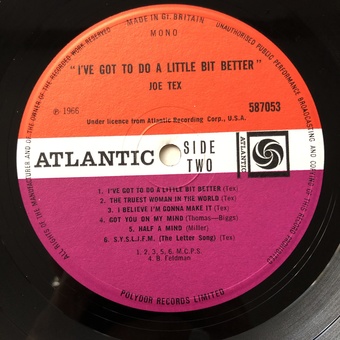 MADE IN GT. BRITAIN
MONO
ALL RIGHTS OF THE MANUFACTURER AND OF THE OWNER OF THE RECORDED WORK RESERVED
UNAUTHORISED PUBLIC PERFORMANCE, BROADCASTING AND COPYING OF THIS RECORD PROHIBITED
"I'VE GOT TO DO A LITTLE BIT BETTER"
JOE TEX
℗ 1966
587053
Under licence from Atlantic Recording Corp., U.S.A.
ATLANTIC
SIDE
TWO
ATLANTIC
1. I'VE GOT TO DO A LITTLE BIT BETTER (Tex)
2. THE TRUEST WOMAN IN THE WORLD (Tex)
3. I BELIEVE I'M GONNA MAKE IT (Tex)
4. GOT YOU ON MY MIND (Thomas—Biggs)
5. HALF A MIND (Miller)
6. S.Y.S.L.J.F.M. (The Letter Song) (Tex)
1, 2, 3, 5, M.C.P.S.
4. B. Feldman
POLYDOR RECORDS LIMITED